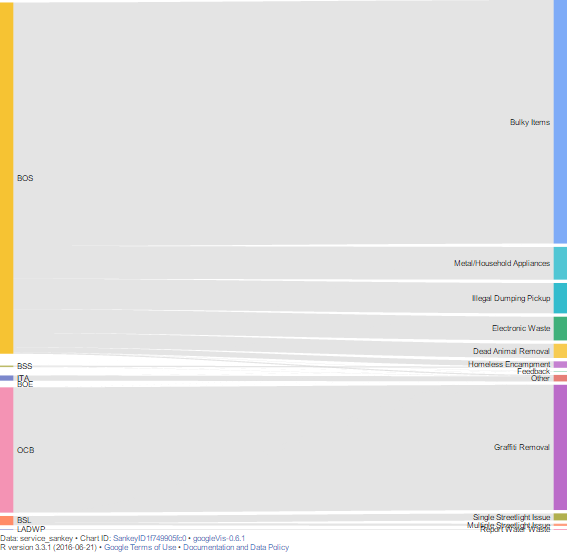 Bulky Items
BOS
Metal/Household Appliances
Illegal Dumping Pickup
Electronic Waste
Dead Animal Removal
BSS
Homeless Encampment
Feedback
ITA
Other
BOE
OCB
Graffiti Removal
Single Streetlight Issue
BSL
Multiple Streetlight Issue
LADWP
Report Water Waste
Data: service_sankey • Chart ID: SankeyID1f749905fc0 • googleVis-0.6.1
R version 3.3.1 (2016-06-21) • Google Terms of Use • Documentation and Data Policy